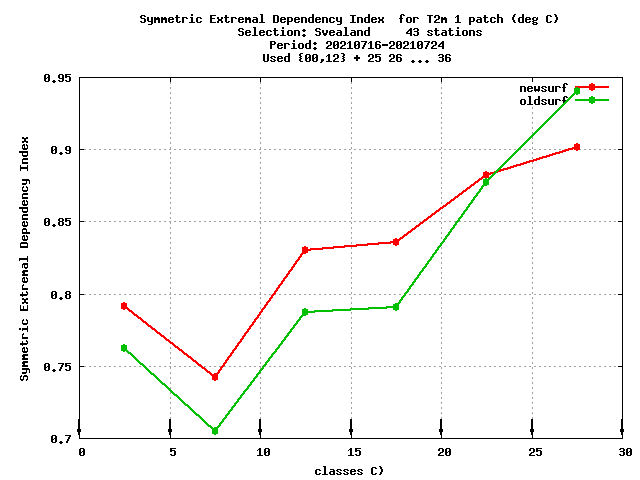 Symmetric Extremal Dependency Index  for T2m 1 patch (deg C)
Selection: Svealand     43 stations
Period: 20210716-20210724
Used {00,12} + 25 26 ... 36
newsurf
oldsurf
Symmetric Extremal Dependency Index
0.95
0.9
0.85
0.8
0.75
0.7
0 5 10 15 20 25 30
classes C)